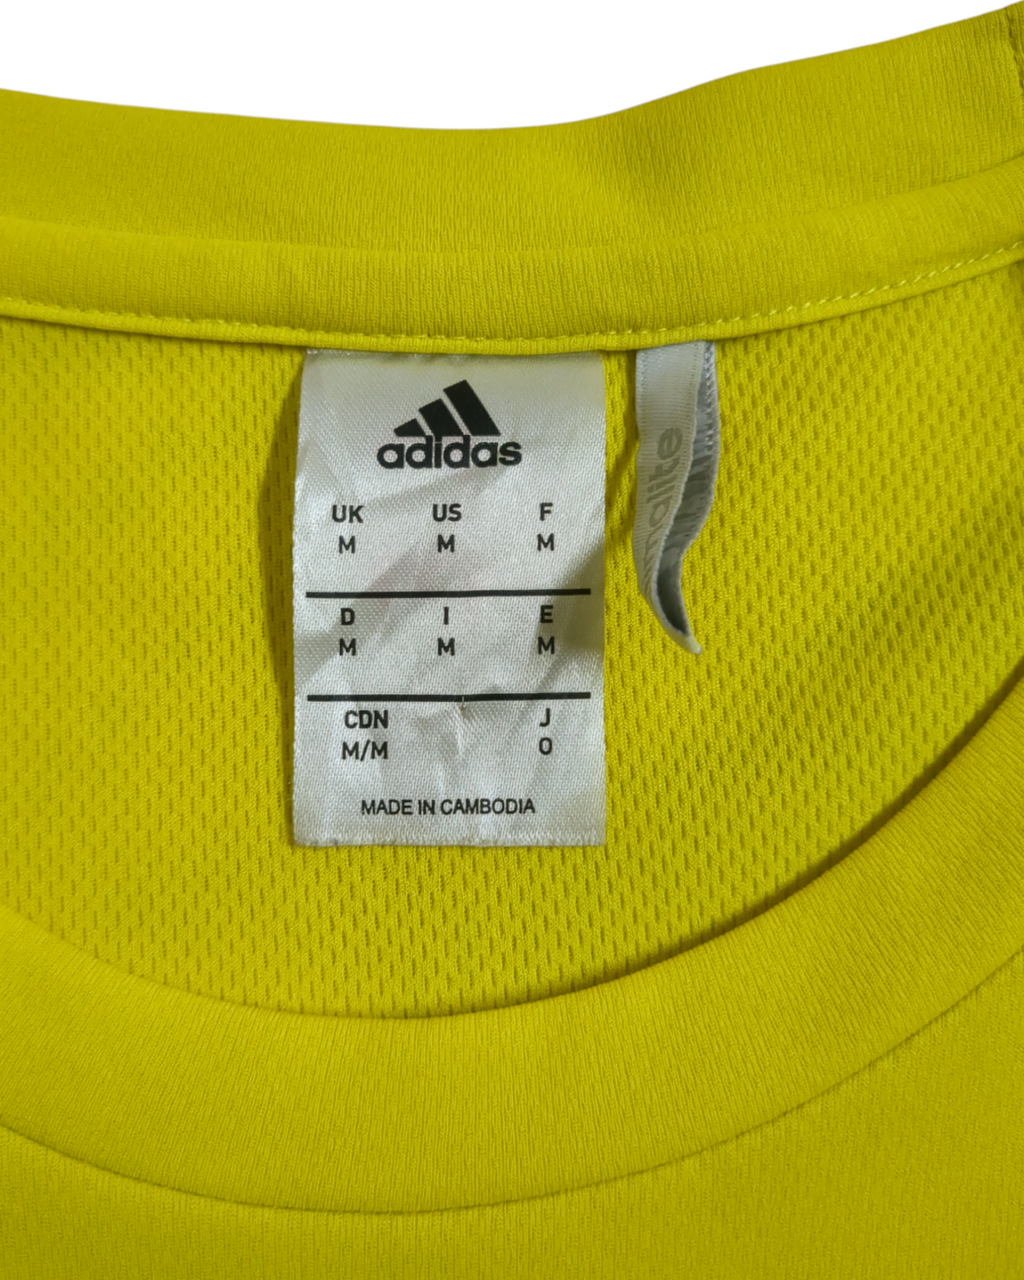 adidas
UK US F
M M M
D I E
M M M
CDN J
M/M O
MADE IN CAMBODIA